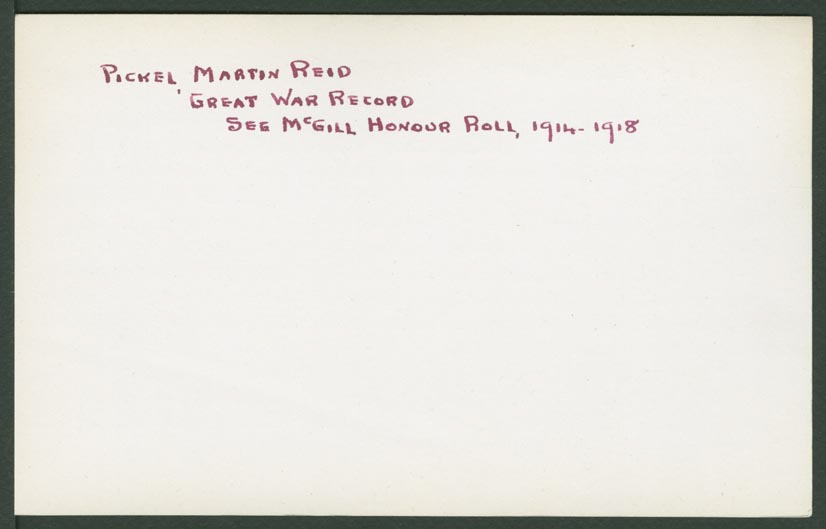 PICKEL MARTIN REID
'GREAT WAR RECORD
SEE McGILL HONOUR ROLL, 1914-1918